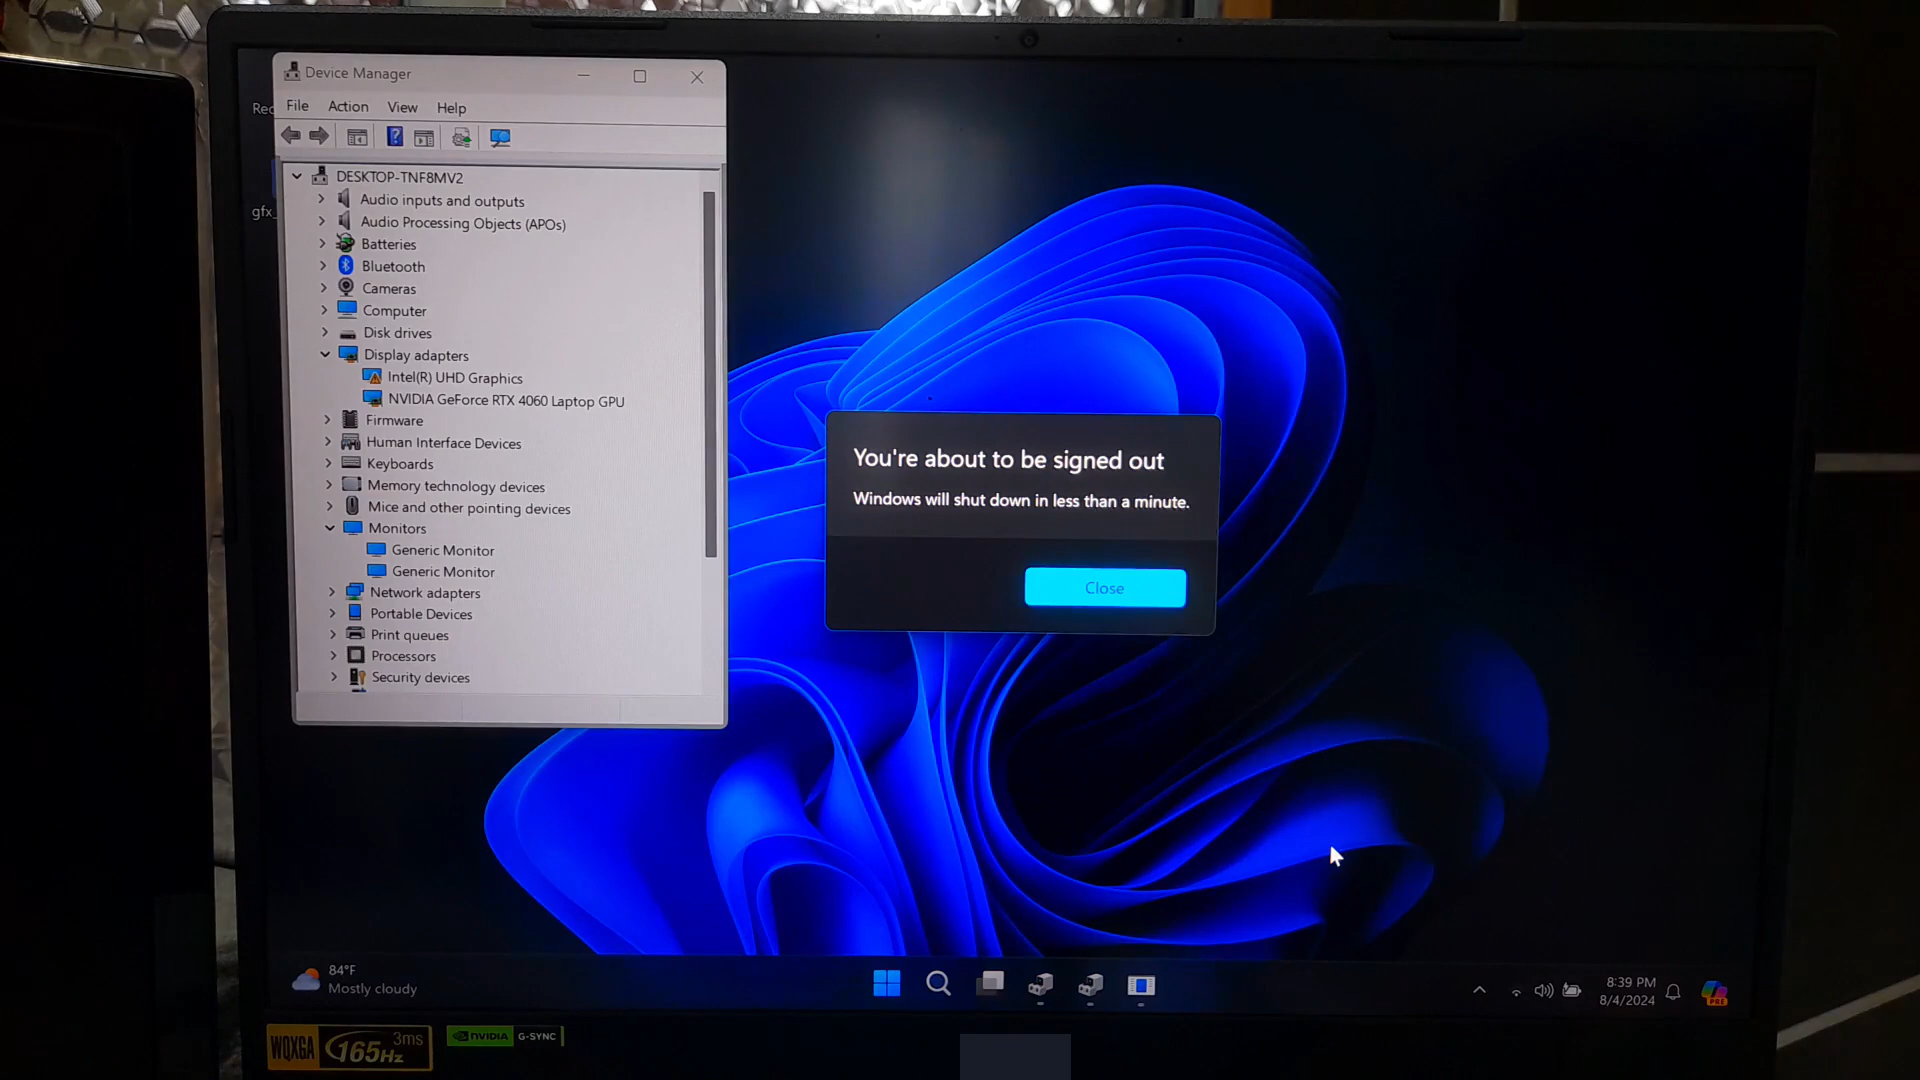 Rec
gfx_
Device Manager
File Action View Help
DESKTOP-TNF8MV2
Audio inputs and outputs
Audio Processing Objects (APOs)
Batteries
Bluetooth
Cameras
Computer
Disk drives
Display adapters
Intel(R) UHD Graphics
NVIDIA GeForce RTX 4060 Laptop GPU
Firmware
Human Interface Devices
Keyboards
Memory technology devices
Mice and other pointing devices
Monitors
Generic Monitor
Generic Monitor
Network adapters
Portable Devices
Print queues
Processors
Security devices
You're about to be signed out
Windows will shut down in less than a minute.
Close
84°F
Mostly cloudy
8:39 PM
8/4/2024
PRE
WQXGA 165Hz 3ms
NVIDIA G-SYNC